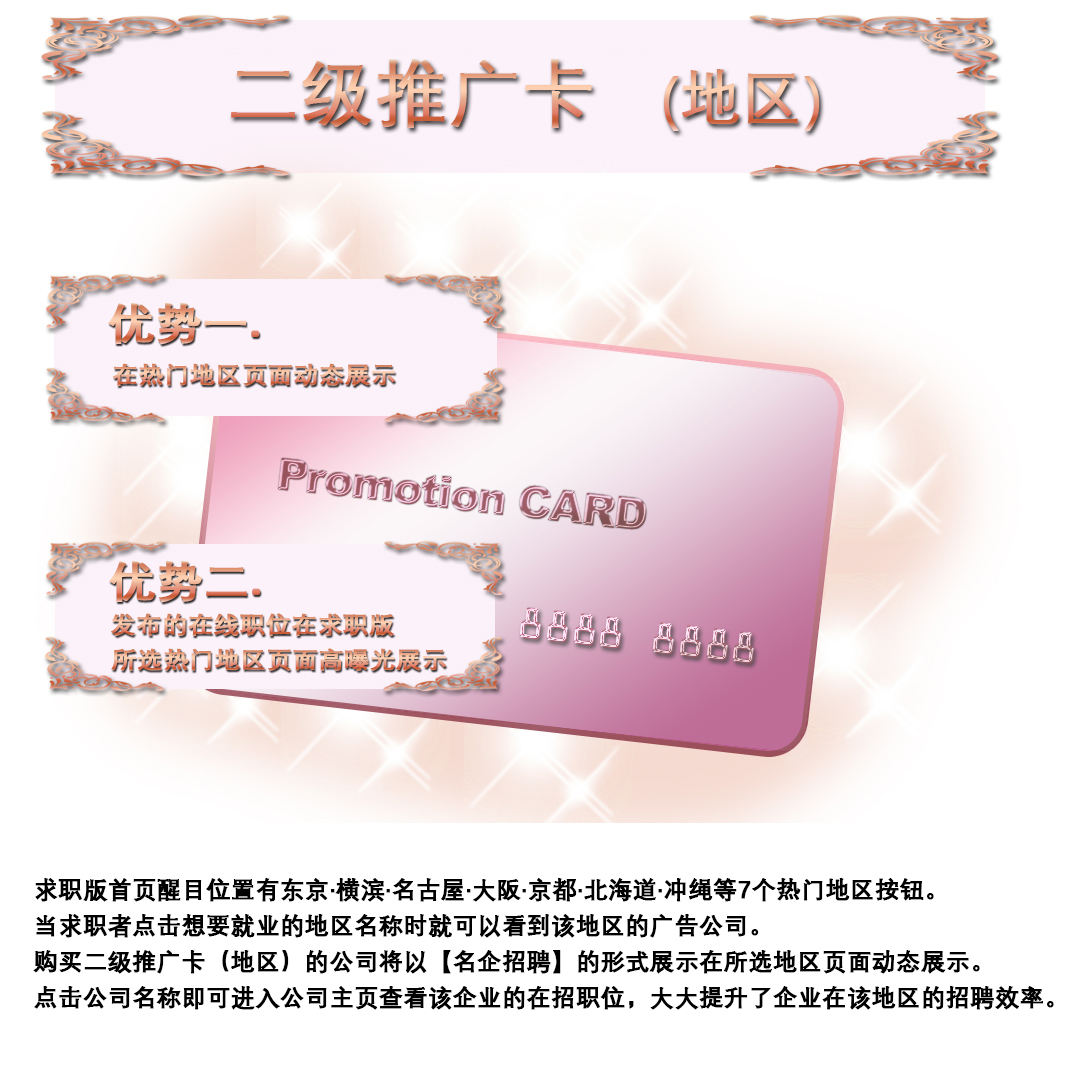 二级推广卡 (地区)
优势一.
在热门地区页面动态展示
Promotion CARD
优势二.
发布的在线职位在求职版
所选热门地区页面高曝光展示
8888 8888
求职版首页醒目位置有东京·横滨·名古屋·大阪·京都·北海道·冲绳等7个热门地区按钮。
当求职者点击想要就业的地区名称时就可以看到该地区的广告公司。
购买二级推广卡（地区）的公司将以【名企招聘】的形式展示在所选地区页面动态展示。
点击公司名称即可进入公司主页查看该企业的在招职位，大大提升了企业在该地区的招聘效率。